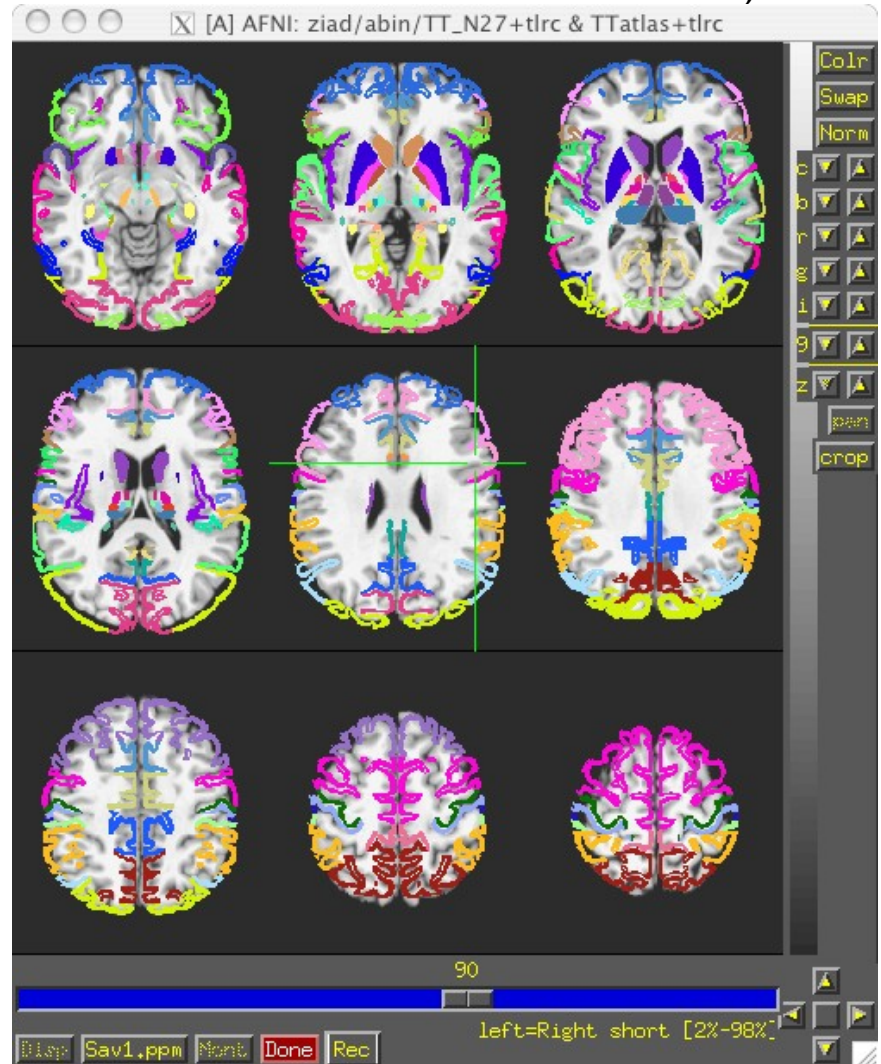 [A] AFNI: ziad/abin/TT_N27+tlrc & TTatlas+tlrc
Colr
Swap
Norm
c
b
r
g
i
9
z
pan
crop
90
left=Right short [2%-98%]
Disp Sav1.ppm Mont Done Rec